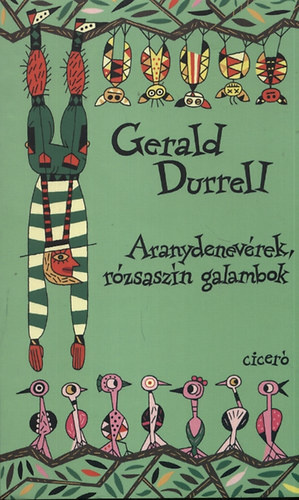 Gerald
Durrell
Aranydenevérek,
rózsaszín galambok
ciceró